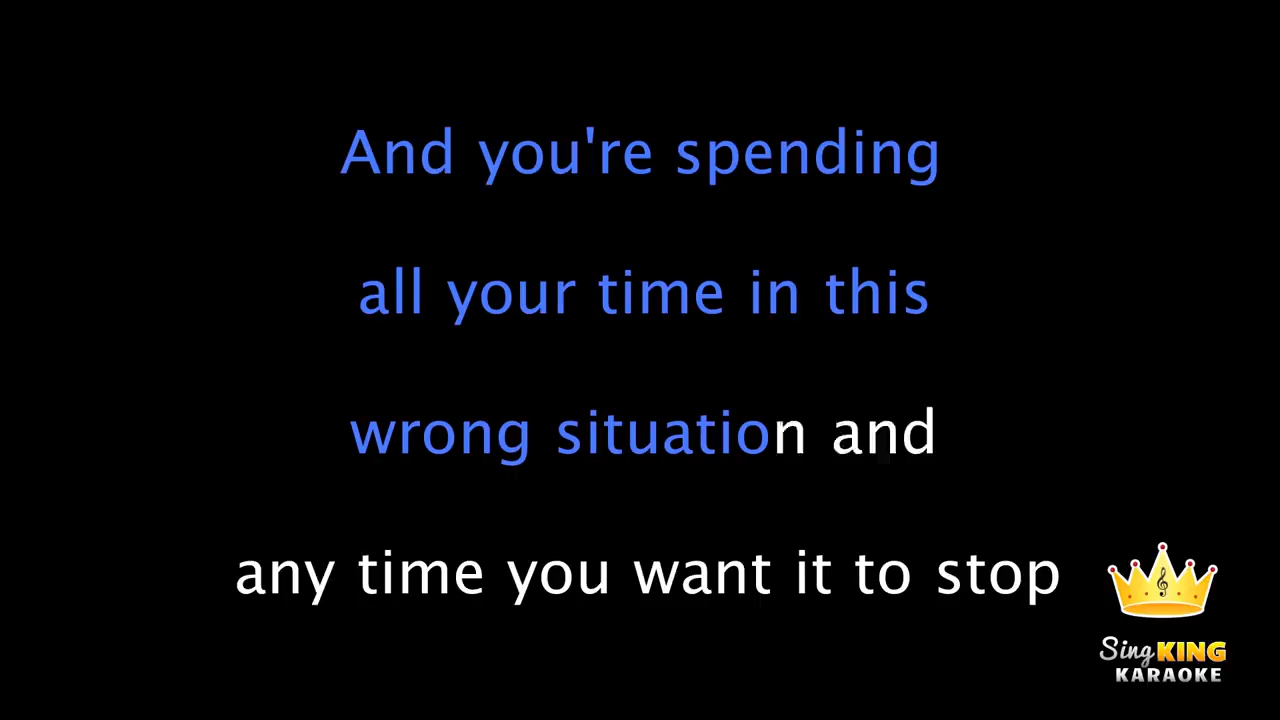 And you're spending
all your time in this
wrong situation and
any time you want it to stop
Sing KING
KARAOKE